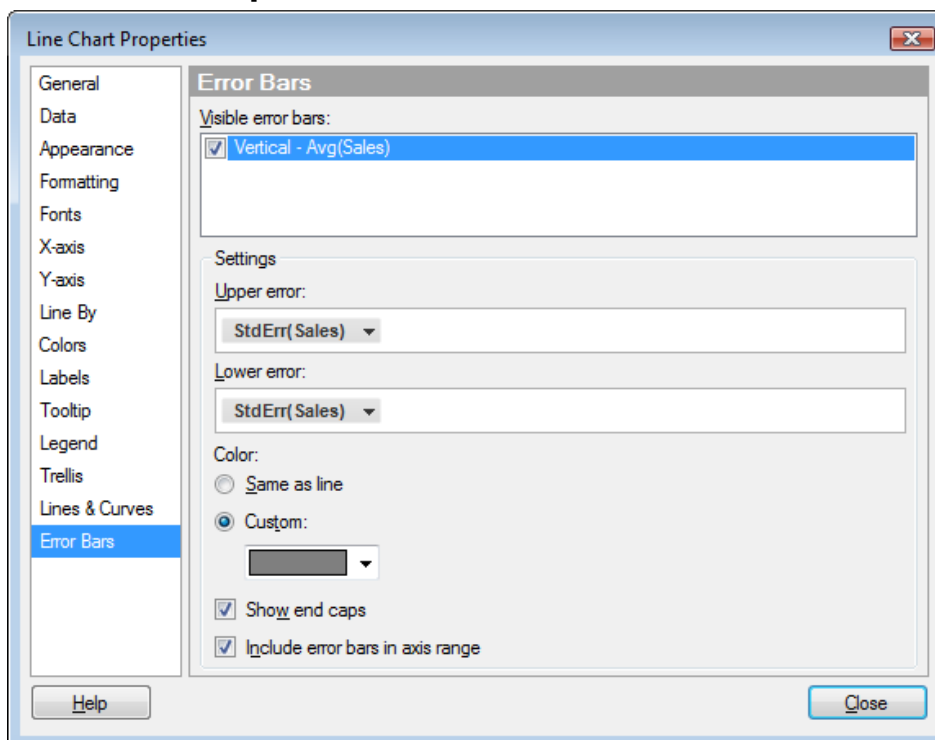 Line Chart Properties
General
Data
Appearance
Formatting
Fonts
X-axis
Y-axis
Line By
Colors
Labels
Tooltip
Legend
Trellis
Lines & Curves
Error Bars
Error Bars
Visible error bars:
Vertical - Avg(Sales)
Settings
Upper error:
StdErr(Sales)
Lower error:
StdErr(Sales)
Color:
Same as line
Custom:
Show end caps
Include error bars in axis range
Help
Close